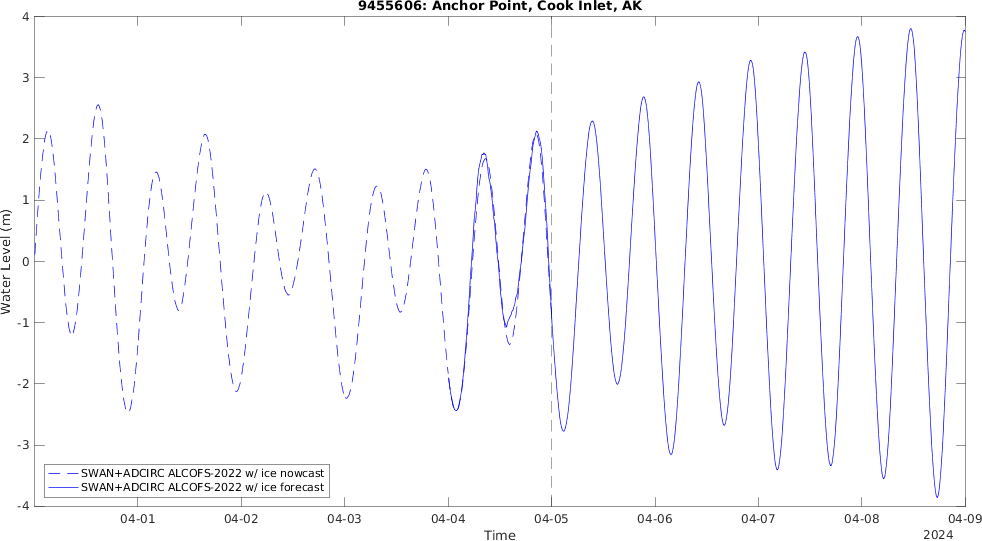 9455606: Anchor Point, Cook Inlet, AK
4
3
2
1
0
-1
-2
-3
-4
Water Level (m)
SWAN+ADCIRC ALCOFS-2022 w/ ice nowcast
SWAN+ADCIRC ALCOFS-2022 w/ ice forecast
04-01 04-02 04-03 04-04 04-05 04-06 04-07 04-08 04-09
Time
2024